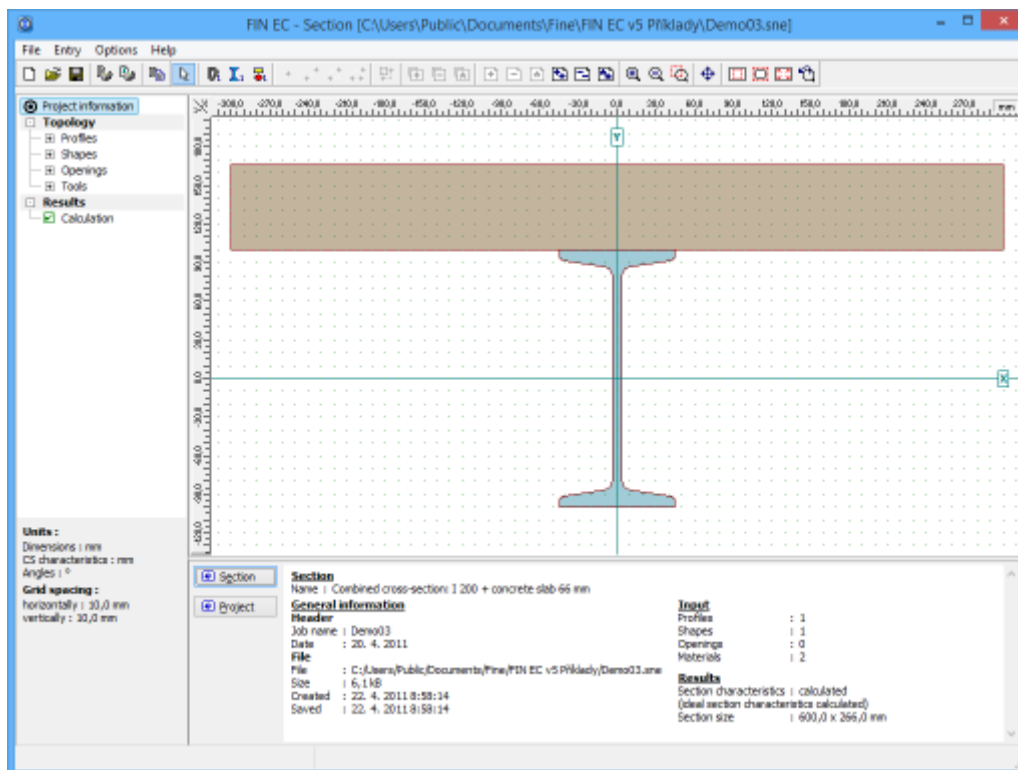 FIN EC - Section [C:\Users\Public\Documents\Fine\FIN EC v5 Příklady\Demo03.sne]
File Entry Options Help
Project information
Topology
Profiles
Shapes
Openings
Tools
Results
Calculation
mm
Y
X
Units :
Dimensions : mm
CS characteristics : mm
Angles : °
Grid spacing :
horizontally : 10,0 mm
vertically : 10,0 mm
Section
Project
Section
Name : Combined cross-section: I 200 + concrete slab 66 mm
General information
Header
Job name : Demo03
Date : 20. 4. 2011
File
File : C:/Users/Public/Documents/Fine/FIN EC v5 Příklady/Demo03.sne
Size : 6,1 kB
Created : 22. 4. 2011 8:58:14
Saved : 22. 4. 2011 8:58:14
Input
Profiles : 1
Shapes : 1
Openings : 0
Materials : 2
Results
Section characteristics : calculated
(ideal section characteristics calculated)
Section size : 600,0 x 266,0 mm